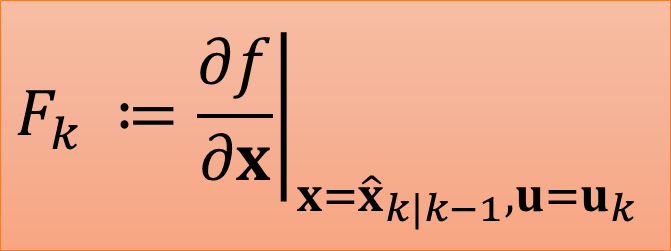 F_k := ∂f/∂𝐱 |_{𝐱=𝐱̂_{k|k−1},𝐮=𝐮_k}